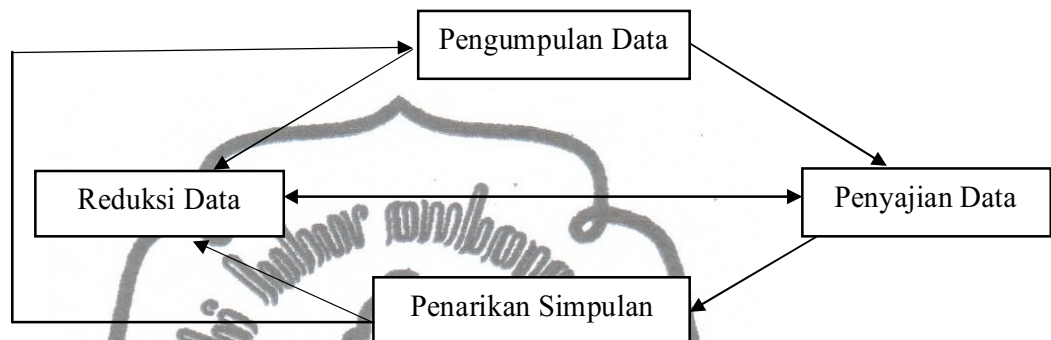 Pengumpulan Data
Reduksi Data
Penyajian Data
Penarikan Simpulan